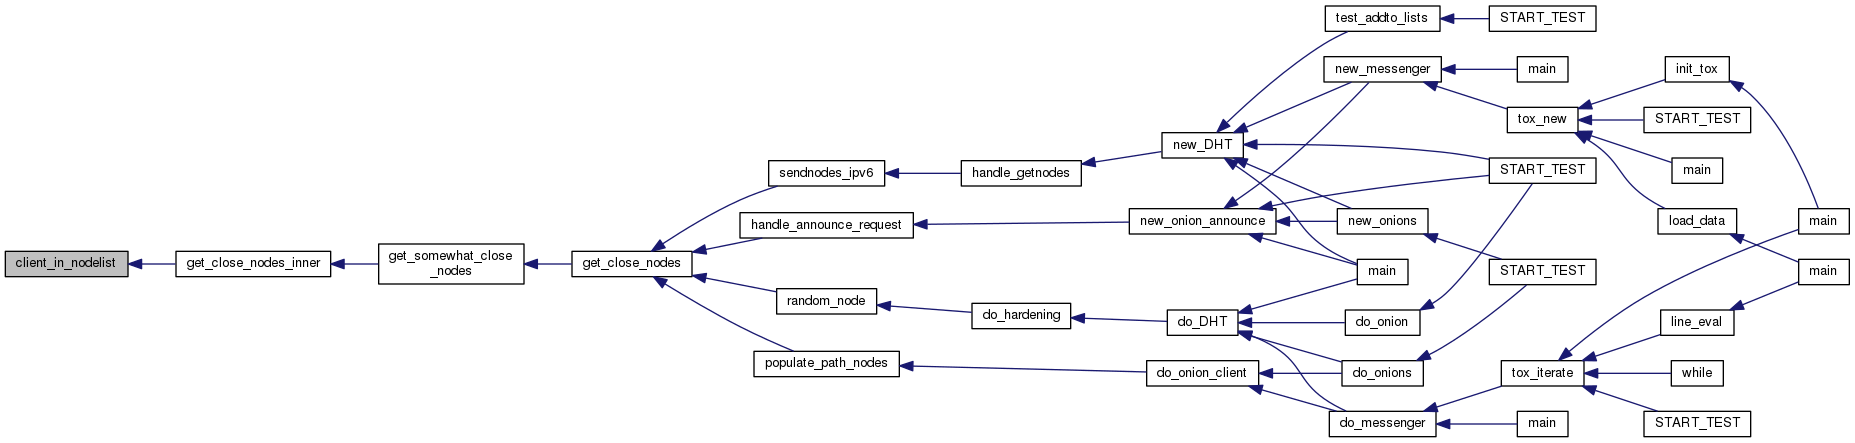 client_in_nodelist
get_close_nodes_inner
get_somewhat_close
_nodes
get_close_nodes
sendnodes_ipv6
handle_announce_request
random_node
populate_path_nodes
handle_getnodes
do_hardening
new_DHT
new_onion_announce
do_DHT
do_onion_client
test_addto_lists
new_messenger
new_onions
main
do_onion
do_onions
do_messenger
START_TEST
main
tox_new
START_TEST
START_TEST
tox_iterate
main
init_tox
START_TEST
main
load_data
line_eval
while
START_TEST
main
main